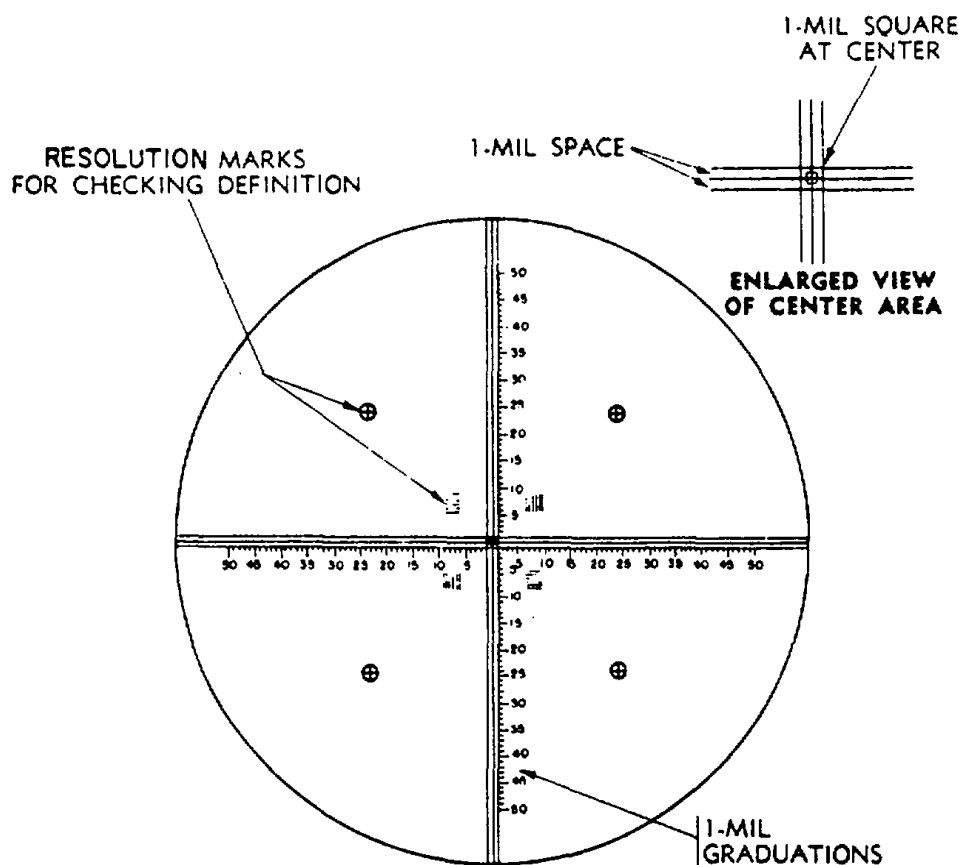 1-MIL SQUARE
AT CENTER
1-MIL SPACE
RESOLUTION MARKS
FOR CHECKING DEFINITION
ENLARGED VIEW
OF CENTER AREA
50
45
40
35
30
25
20
15
10
5
50 45 40 35 30 25 20 15 10 5 5 10 15 20 25 30 35 40 45 50
5
10
15
20
25
30
35
40
45
50
1-MIL
GRADUATIONS